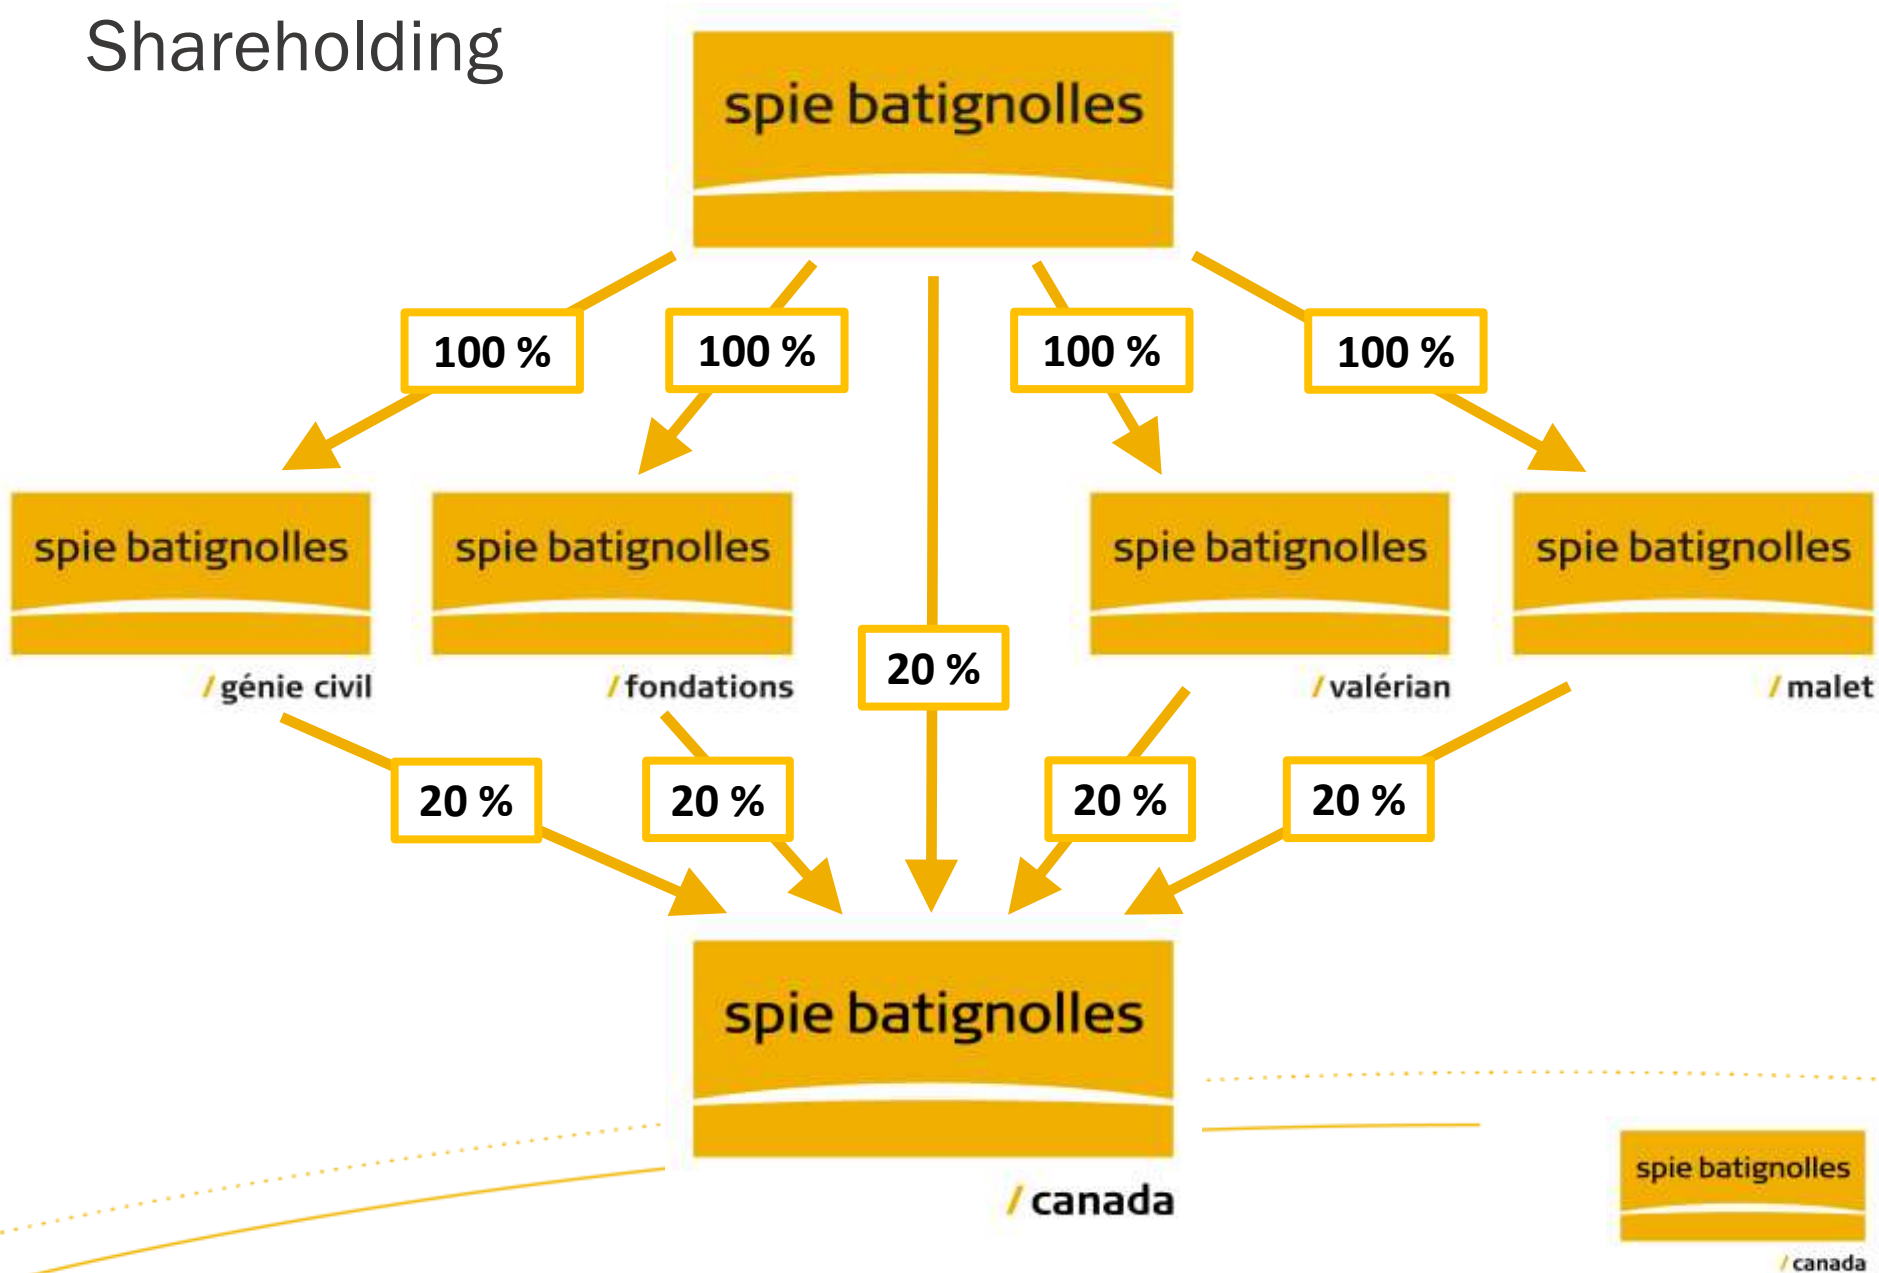 Shareholding
spie batignolles
100 %
100 %
100 %
100 %
spie batignolles
/ génie civil
spie batignolles
/ fondations
20 %
spie batignolles
/ valérian
spie batignolles
/ malet
20 %
20 %
20 %
20 %
spie batignolles
/ canada
spie batignolles
/ canada